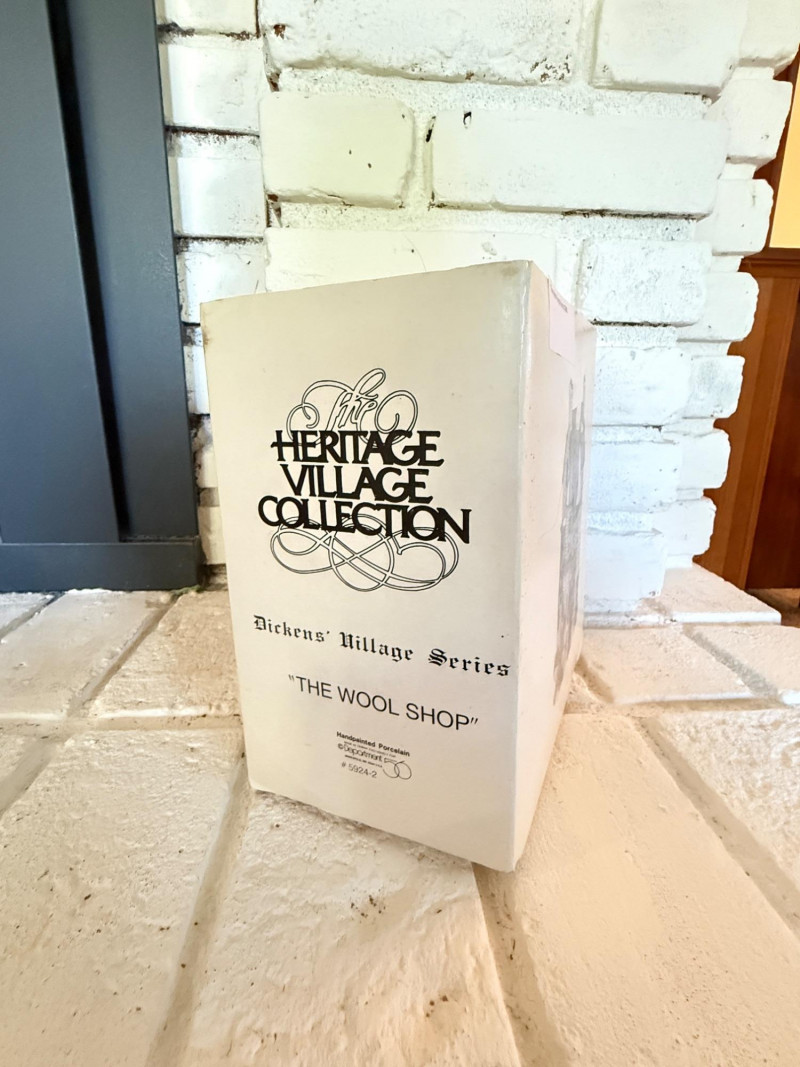 The
HERITAGE
VILLAGE
COLLECTION
Dickens' Village Series
"THE WOOL SHOP"
Handpainted Porcelain
©Department 56
# 5924-2